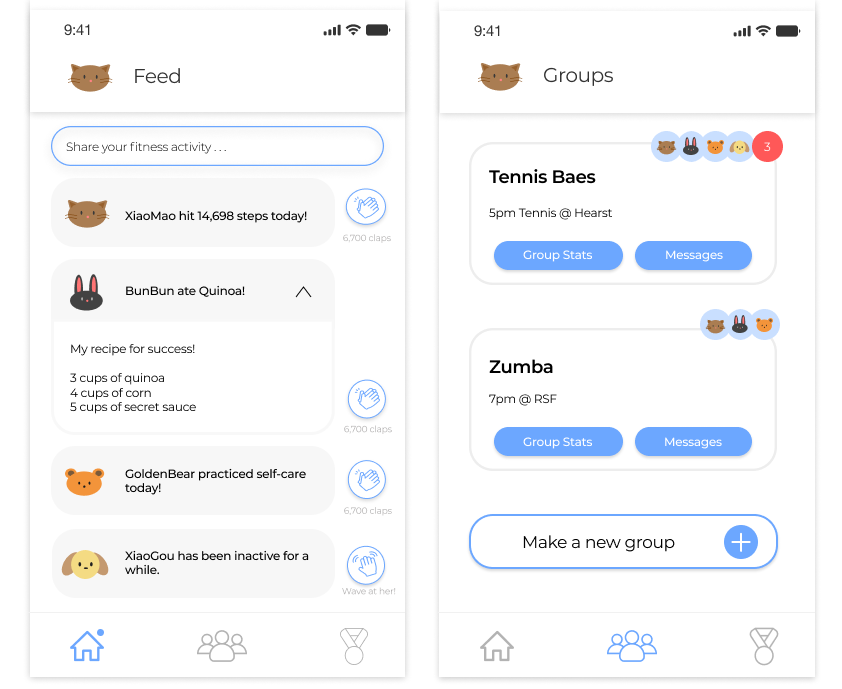 9:41
Feed
Share your fitness activity . . .
XiaoMao hit 14,698 steps today!
6,700 claps
BunBun ate Quinoa!
My recipe for success!
3 cups of quinoa
4 cups of corn
5 cups of secret sauce
6,700 claps
GoldenBear practiced self-care
today!
6,700 claps
XiaoGou has been inactive for a
while.
Wave at her!
9:41
Groups
3
Tennis Baes
5pm Tennis @ Hearst
Group Stats
Messages
Zumba
7pm @ RSF
Group Stats
Messages
Make a new group